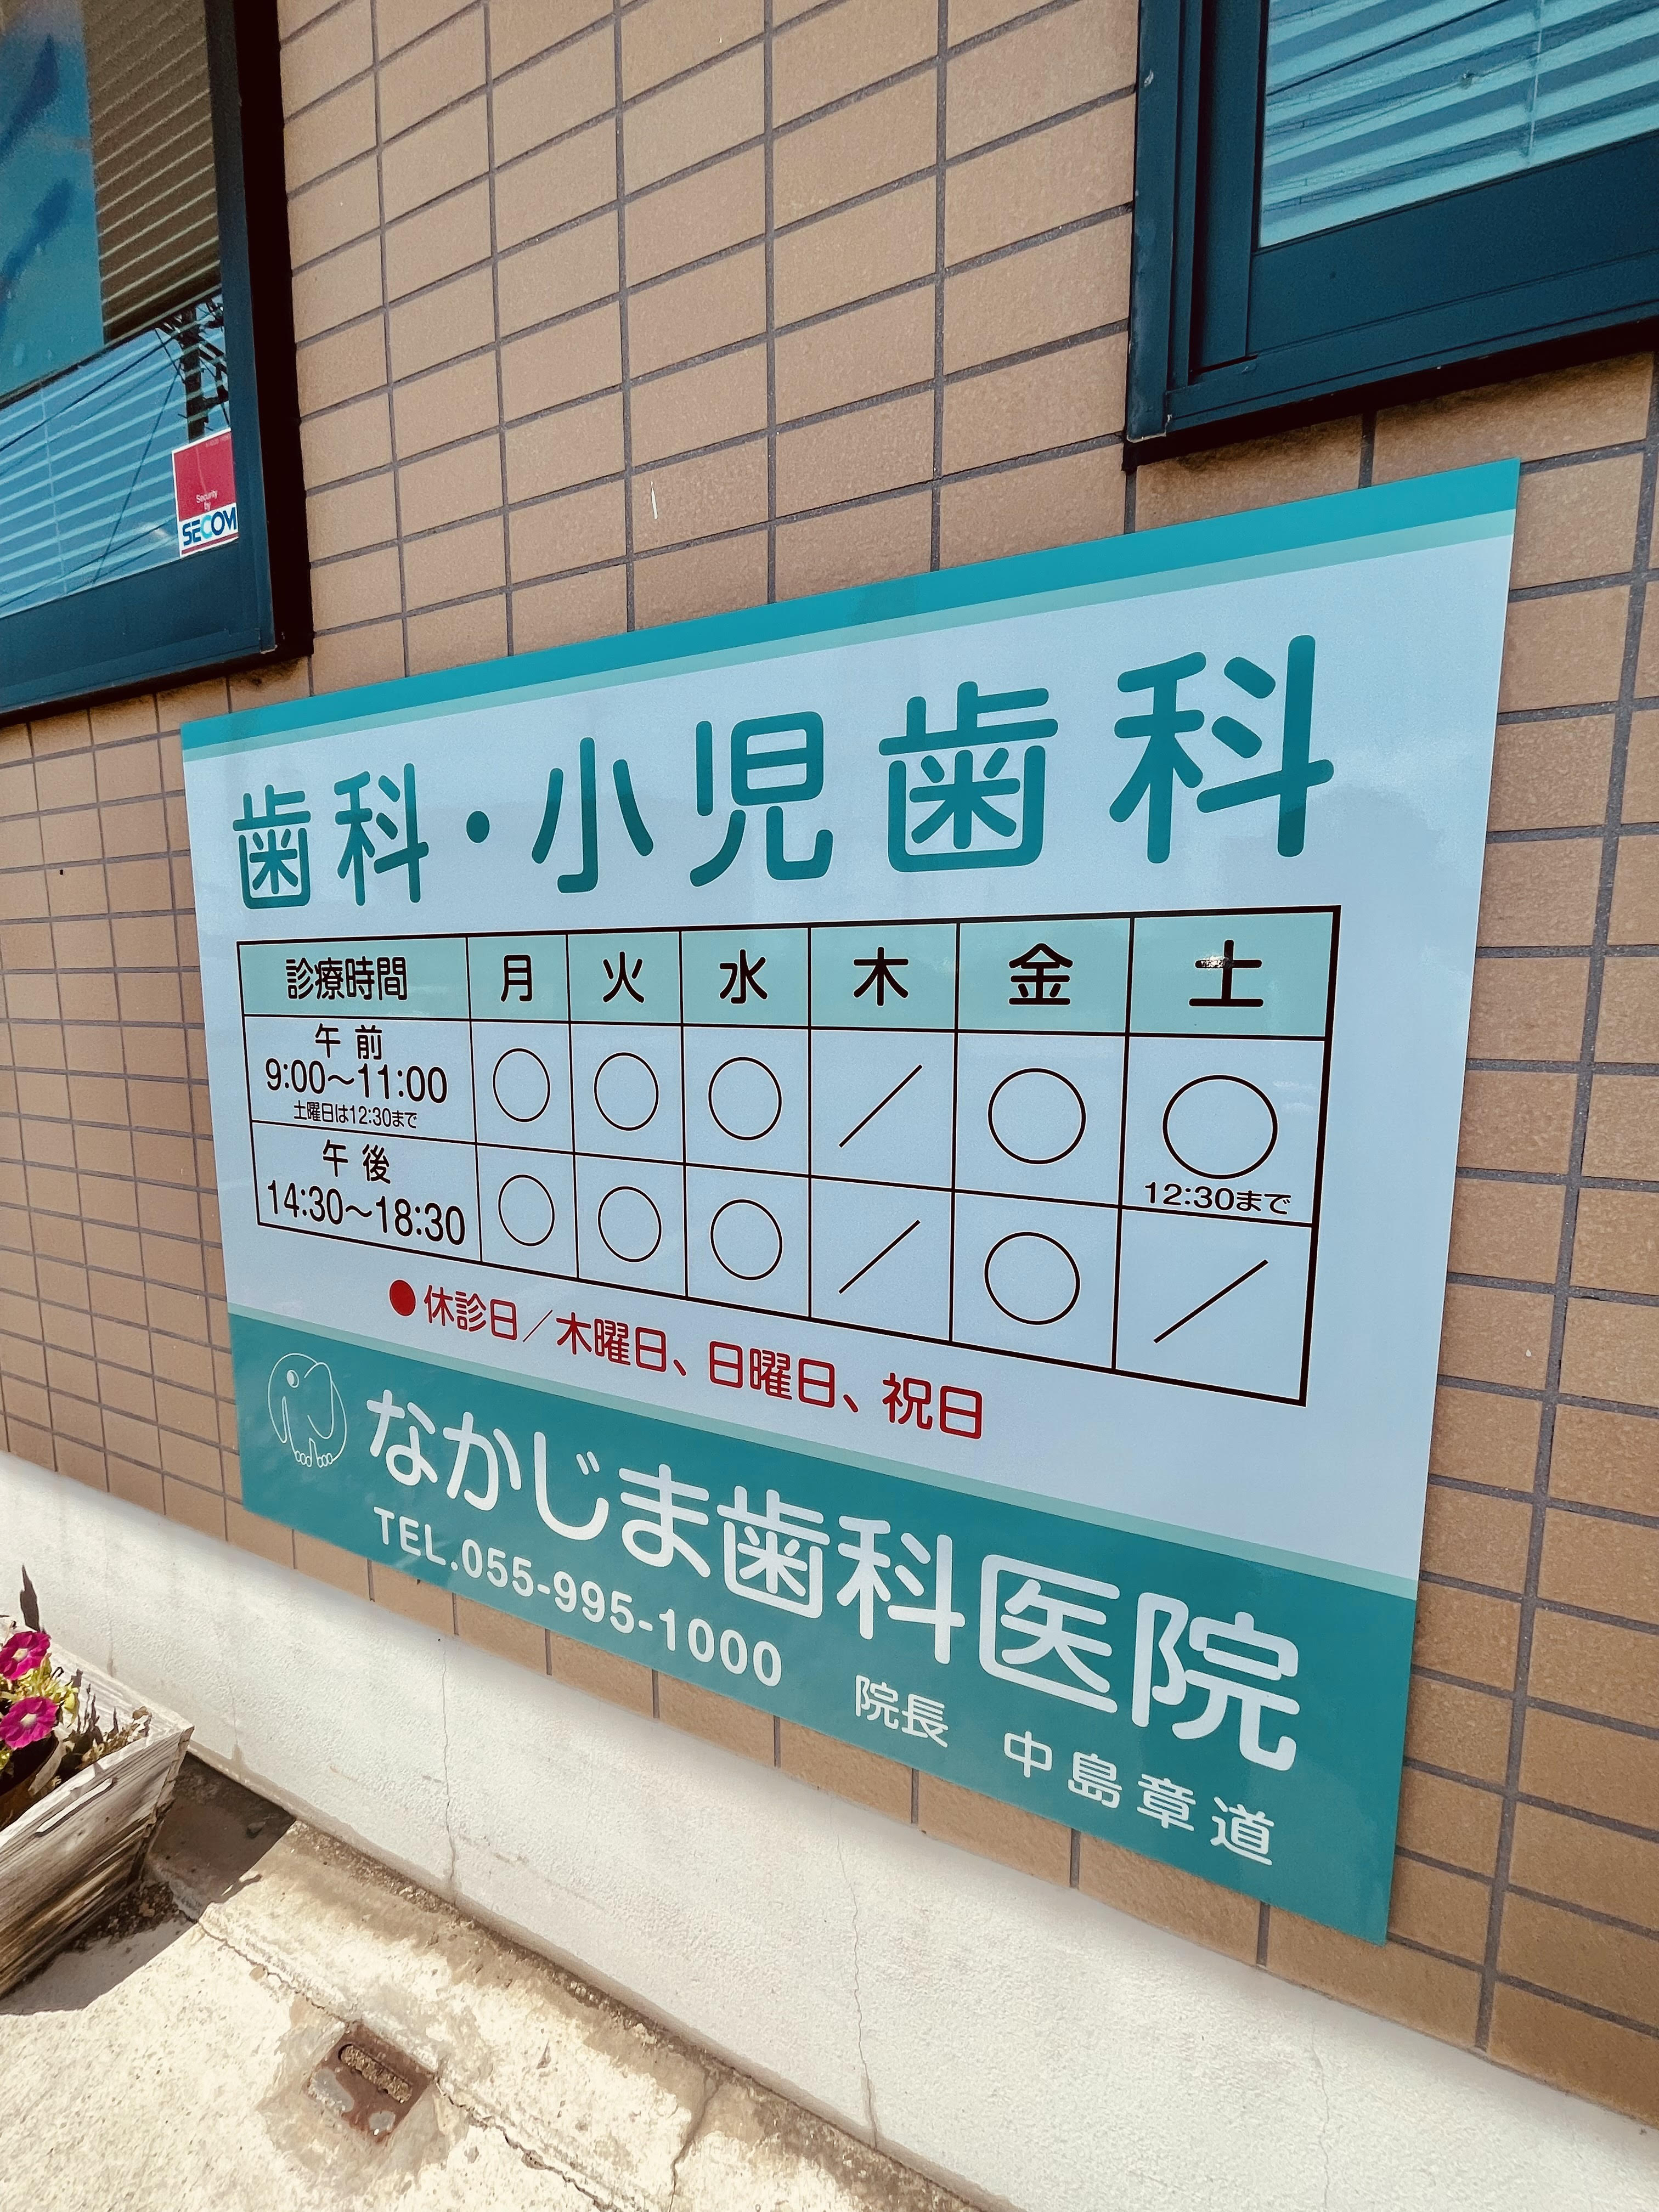 Security
by
SECOM
歯科・小児歯科
診療時間 月 火 水 木 金 土
午前
9:00〜11:00 ○ ○ ○ ／ ○ ○
土曜日は12:30まで
12:30まで
午後
14:30〜18:30 ○ ○ ○ ／ ○ ／
●休診日／木曜日、日曜日、祝日
なかじま歯科医院
TEL.055-995-1000
院長 中島章道